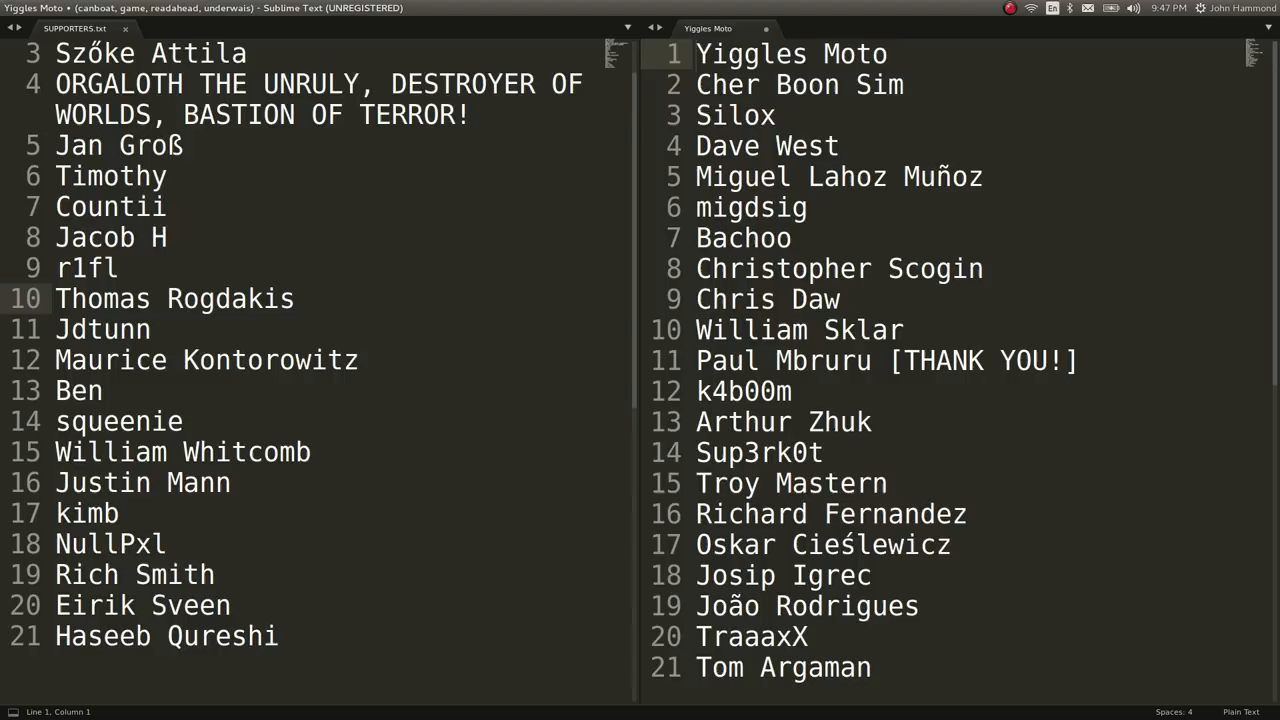 Yiggles Moto • (canboat, game, readahead, underwais) - Sublime Text (UNREGISTERED)
En
9:47 PM
John Hammond
SUPPORTERS.txt
3 Szőke Attila
4 ORGALOTH THE UNRULY, DESTROYER OF
WORLDS, BASTION OF TERROR!
5 Jan Groß
6 Timothy
7 Countii
8 Jacob H
9 r1fl
10 Thomas Rogdakis
11 Jdtunn
12 Maurice Kontorowitz
13 Ben
14 squeenie
15 William Whitcomb
16 Justin Mann
17 kimb
18 NullPxl
19 Rich Smith
20 Eirik Sveen
21 Haseeb Qureshi
Yiggles Moto
1 Yiggles Moto
2 Cher Boon Sim
3 Silox
4 Dave West
5 Miguel Lahoz Muñoz
6 migdsig
7 Bachoo
8 Christopher Scogin
9 Chris Daw
10 William Sklar
11 Paul Mbruru [THANK YOU!]
12 k4b00m
13 Arthur Zhuk
14 Sup3rk0t
15 Troy Mastern
16 Richard Fernandez
17 Oskar Cieślewicz
18 Josip Igrec
19 João Rodrigues
20 TraaaxX
21 Tom Argaman
Line 1, Column 1
Spaces: 4
Plain Text